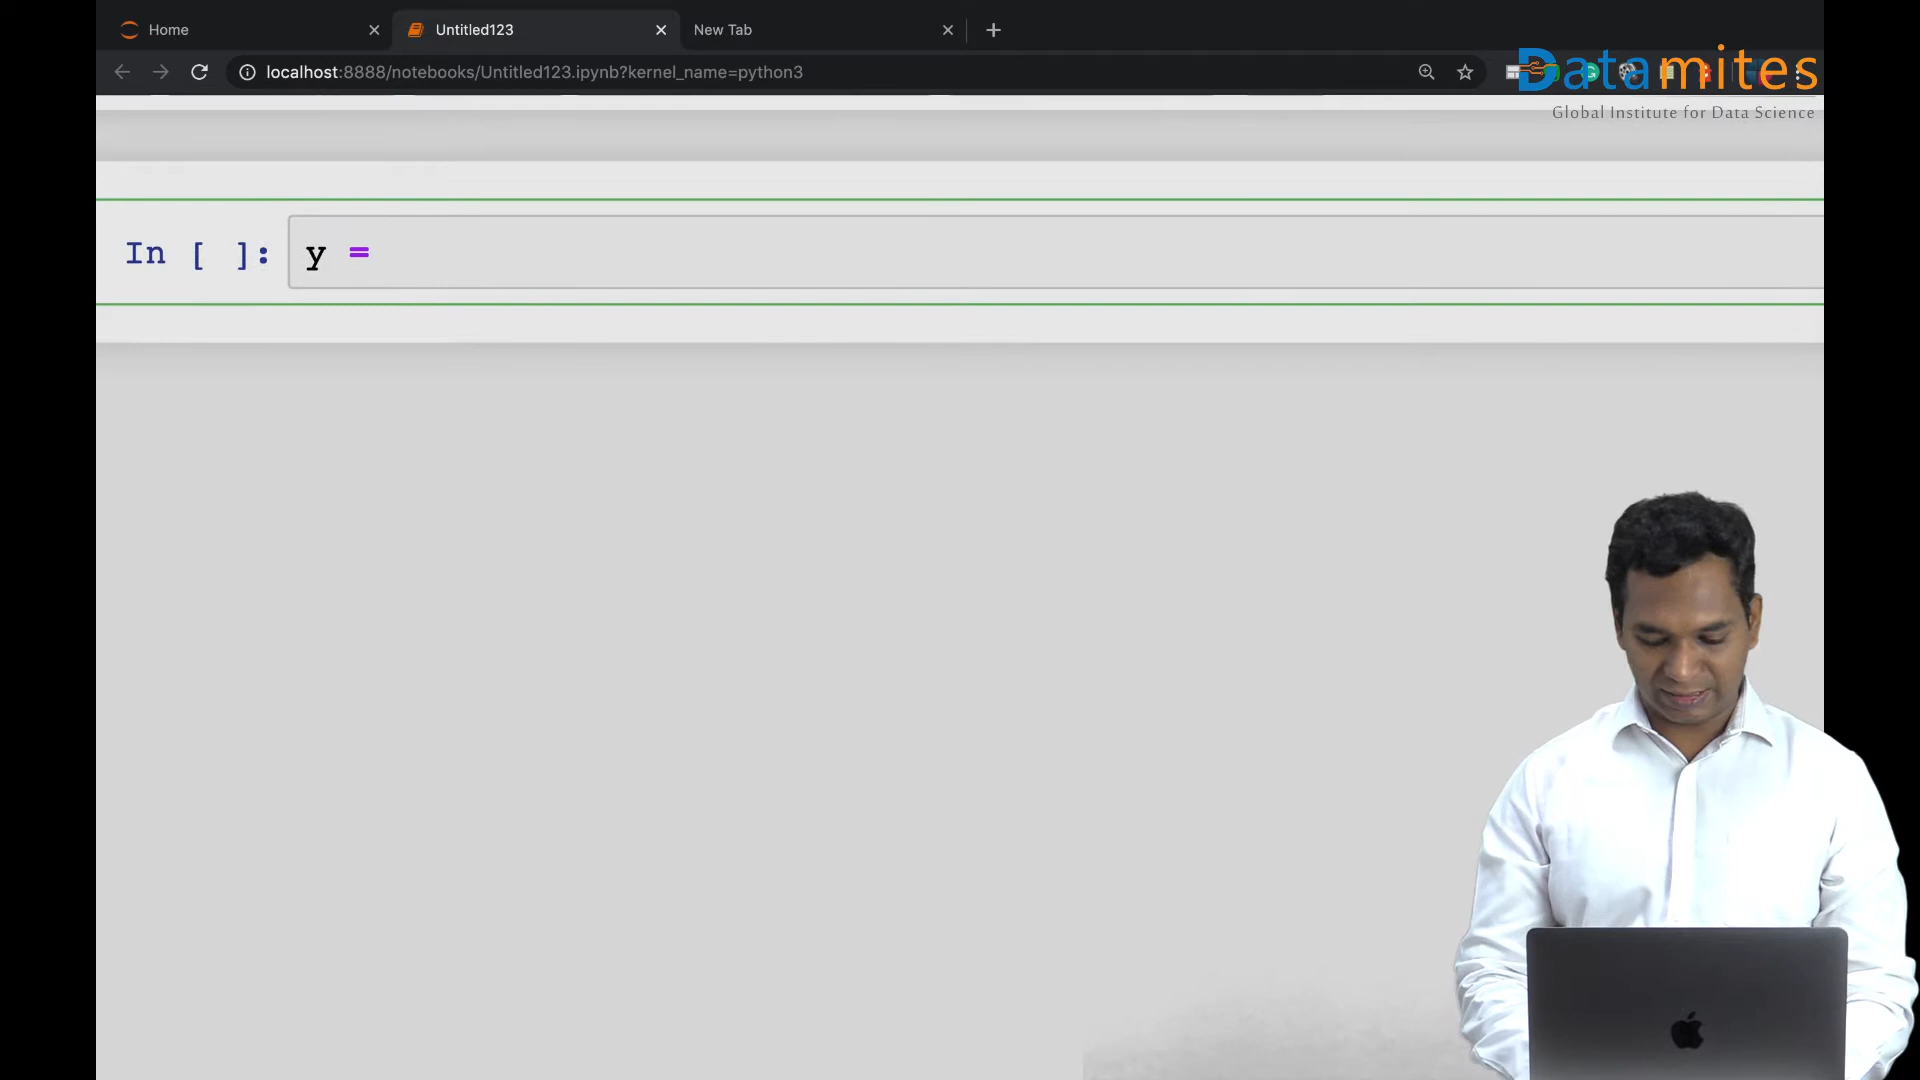 Home
Untitled123
New Tab
localhost:8888/notebooks/Untitled123.ipynb?kernel_name=python3
Datamites
Global Institute for Data Science
In [ ]: y =